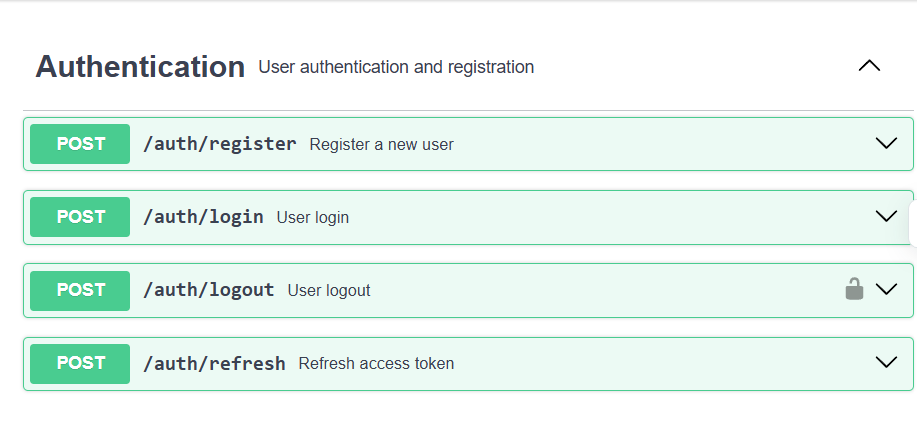 Authentication User authentication and registration
POST /auth/register Register a new user
POST /auth/login User login
POST /auth/logout User logout
POST /auth/refresh Refresh access token